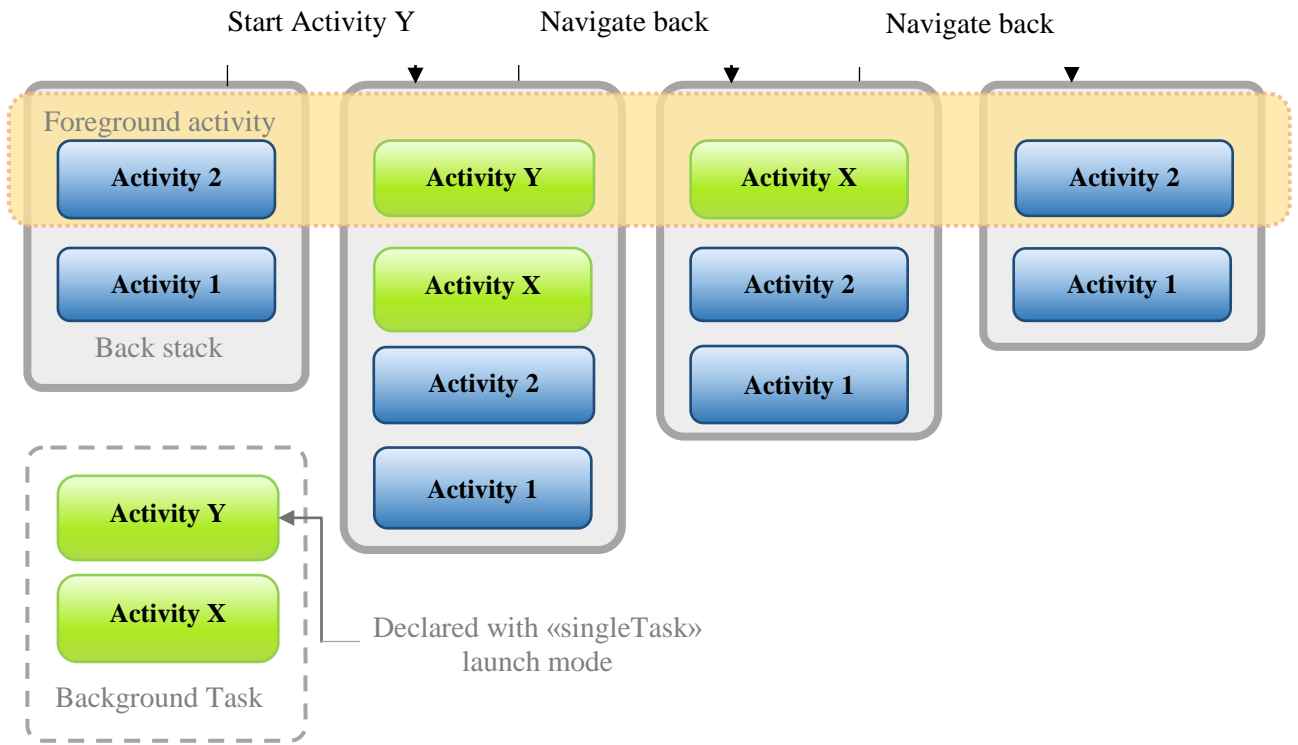 Start Activity Y
Navigate back
Navigate back
Foreground activity
Activity 2
Activity 1
Back stack
Activity Y
Activity X
Activity 2
Activity 1
Activity X
Activity 2
Activity 1
Activity 2
Activity 1
Activity Y
Activity X
Background Task
Declared with «singleTask»
launch mode